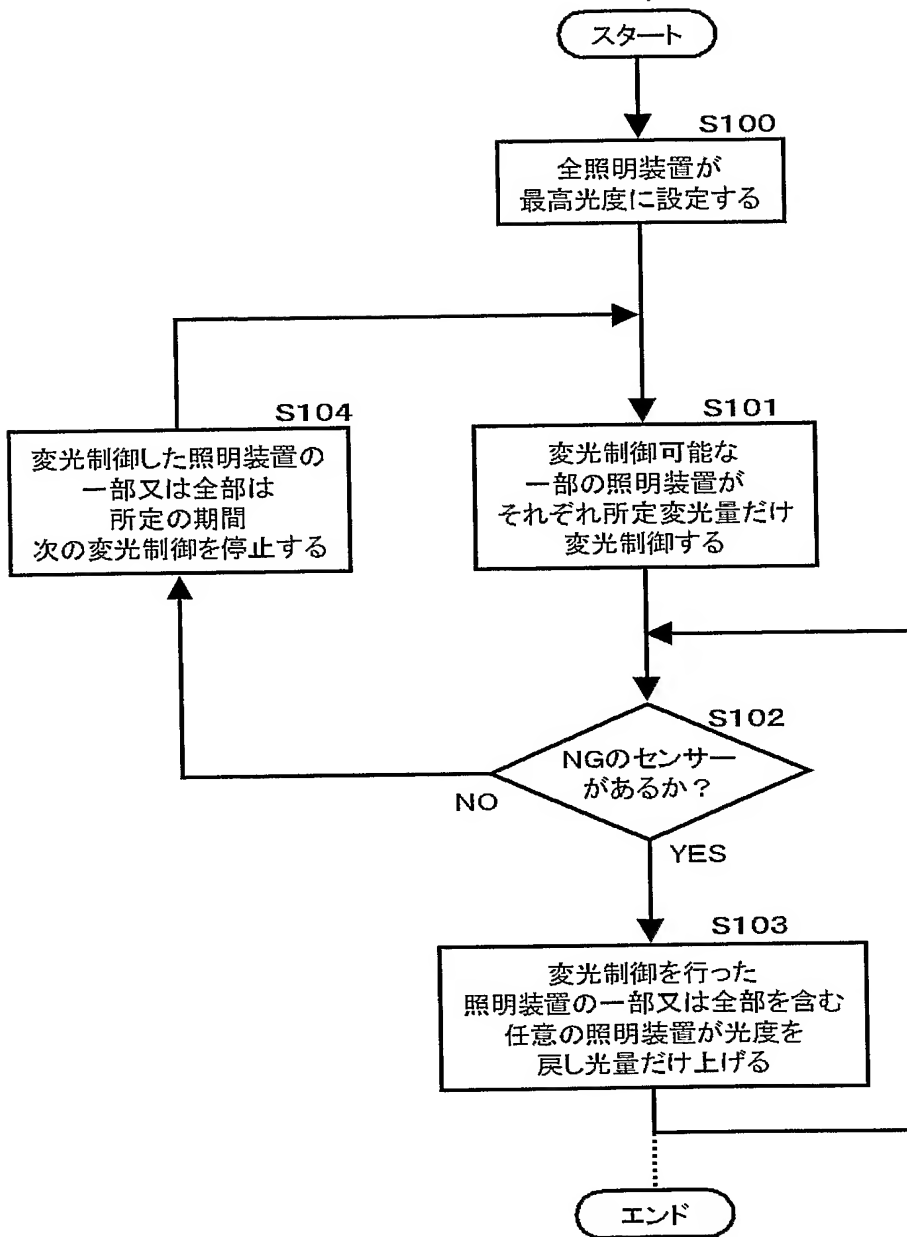 スタート
S100
全照明装置が
最高光度に設定する
S104
変光制御した照明装置の
一部又は全部は
所定の期間
次の変光制御を停止する
S101
変光制御可能な
一部の照明装置が
それぞれ所定変光量だけ
変光制御する
S102
NGのセンサー
があるか？
NO
YES
S103
変光制御を行った
照明装置の一部又は全部を含む
任意の照明装置が光度を
戻し光量だけ上げる
エンド